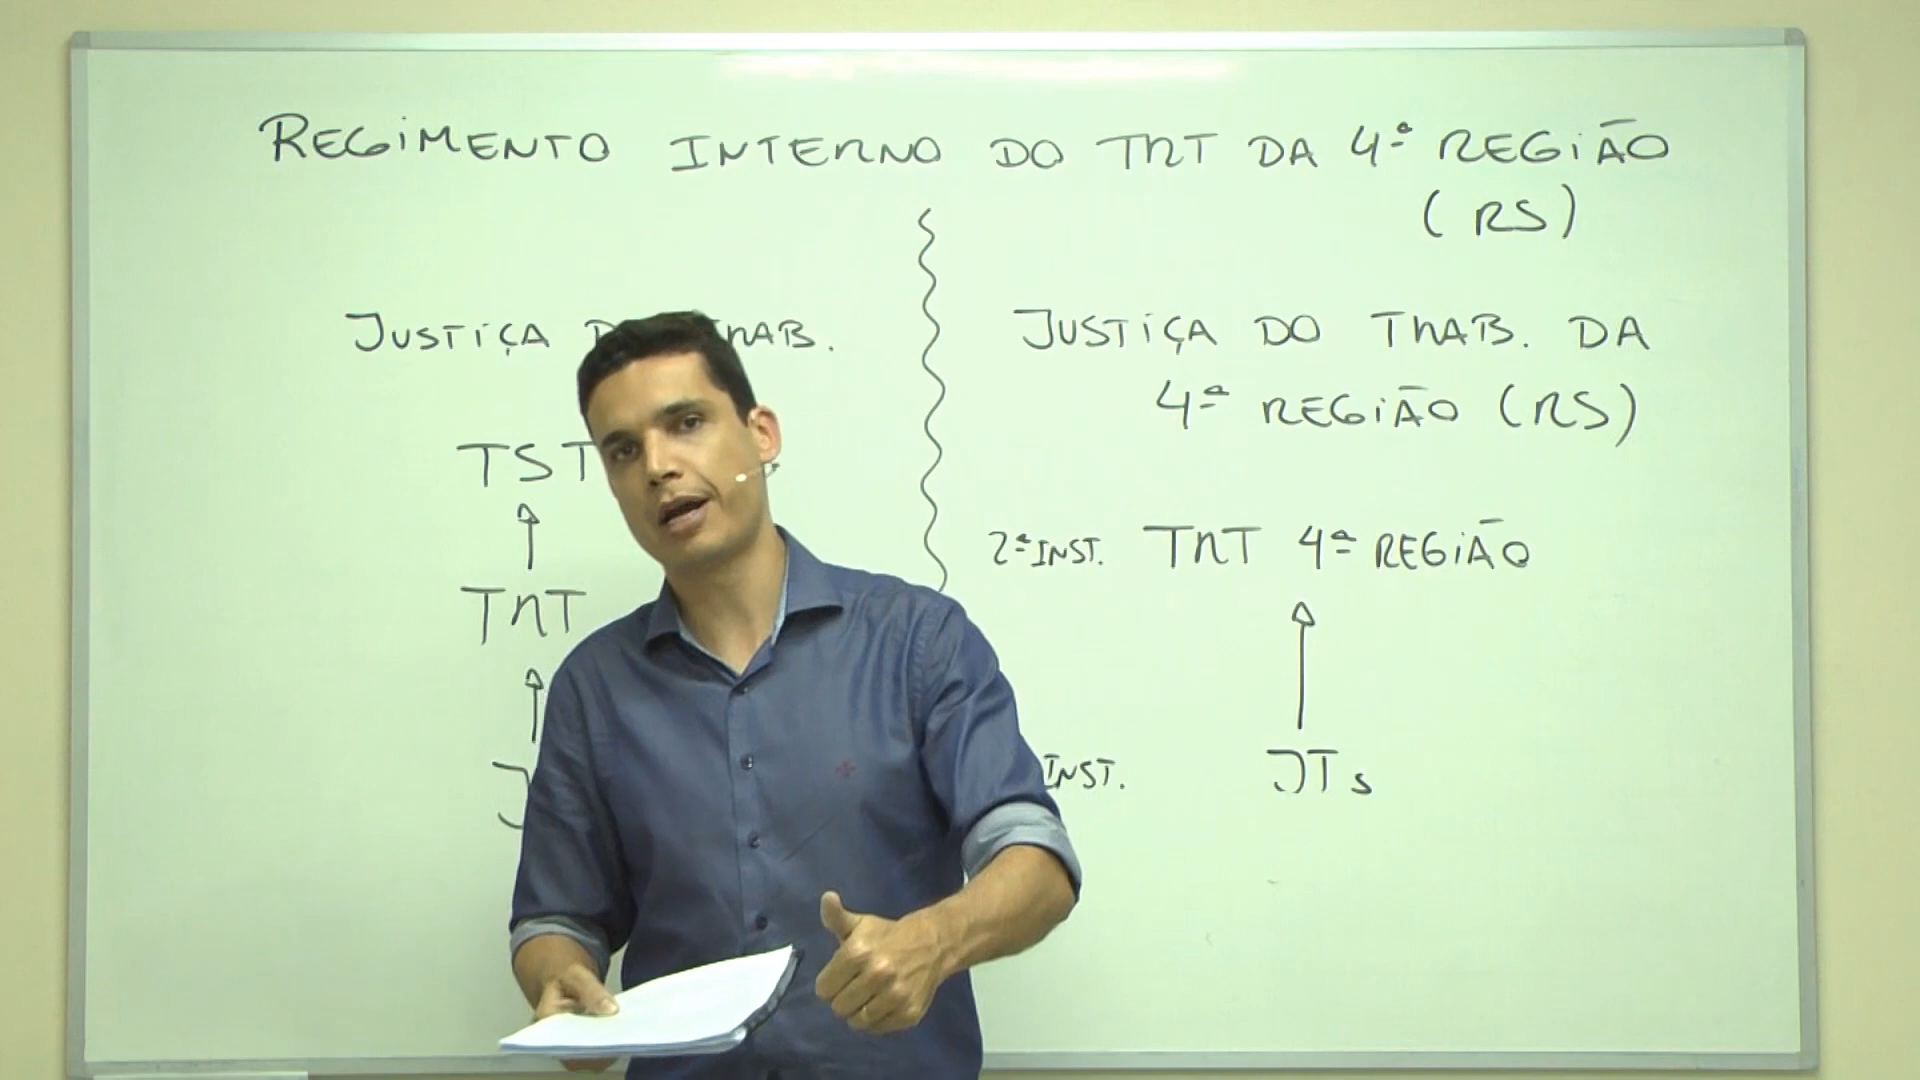 REGIMENTO INTERNO DO TRT DA 4ª REGIÃO
(RS)
JUSTIÇA TRAB.
TST
TRT
JUSTIÇA DO TRAB. DA
4ª REGIÃO (RS)
2ª INST. TRT 4ª REGIÃO
INST. JTs